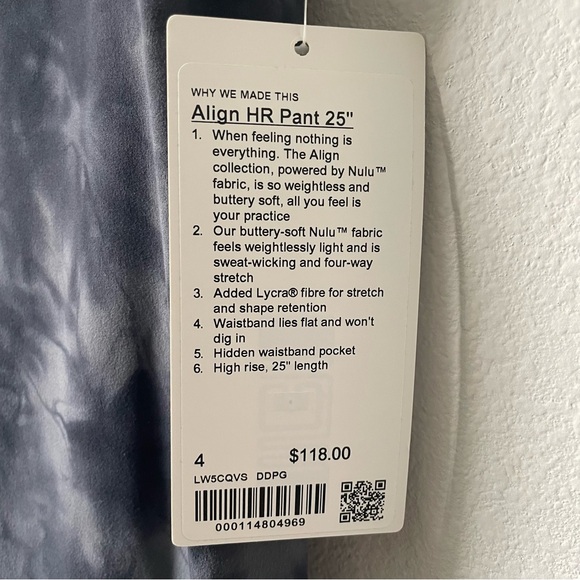 WHY WE MADE THIS
Align HR Pant 25"
1. When feeling nothing is
everything. The Align
collection, powered by Nulu™
fabric, is so weightless and
buttery soft, all you feel is
your practice
2. Our buttery-soft Nulu™ fabric
feels weightlessly light and is
sweat-wicking and four-way
stretch
3. Added Lycra® fibre for stretch
and shape retention
4. Waistband lies flat and won't
dig in
5. Hidden waistband pocket
6. High rise, 25" length
4 $118.00
LW5CQVS DDPG
000114804969